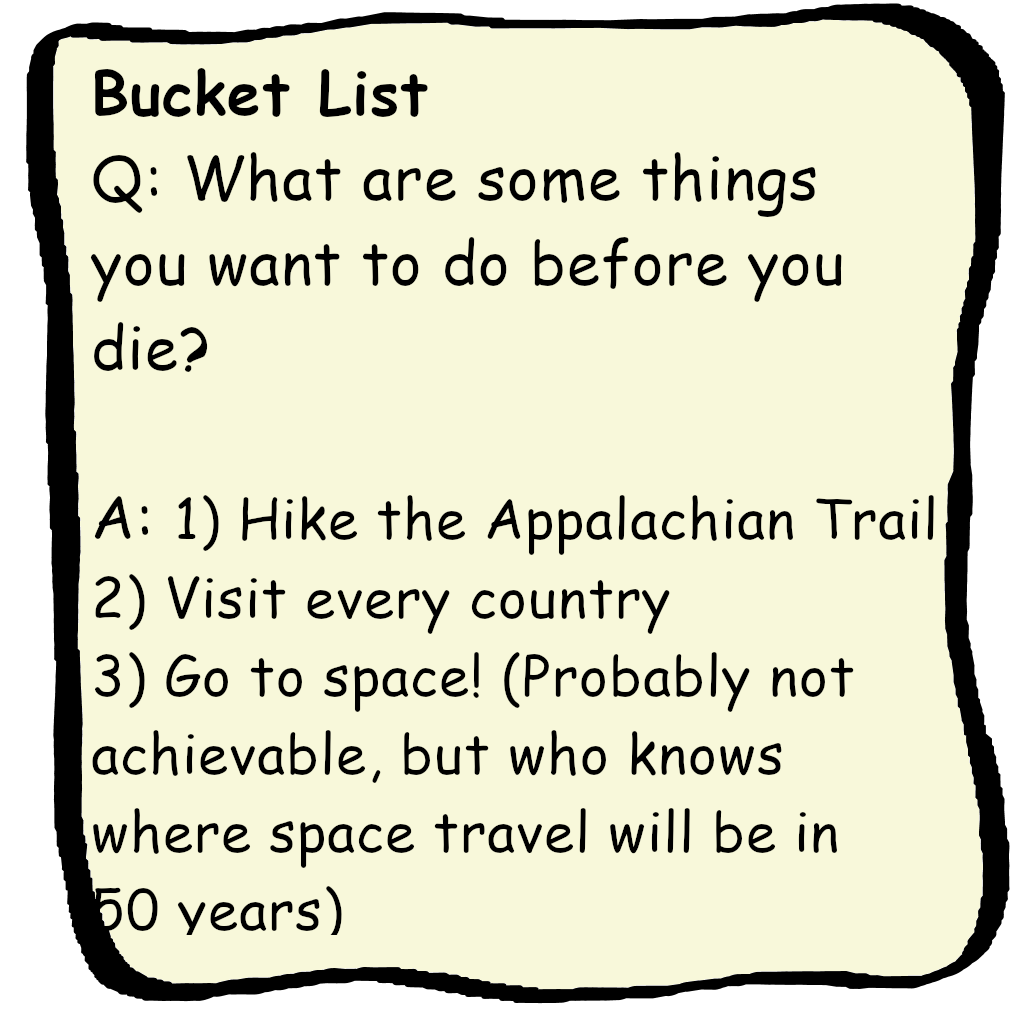 Bucket List
Q: What are some things
you want to do before you
die?
A: 1) Hike the Appalachian Trail
2) Visit every country
3) Go to space! (Probably not
achievable, but who knows
where space travel will be in
50 years)